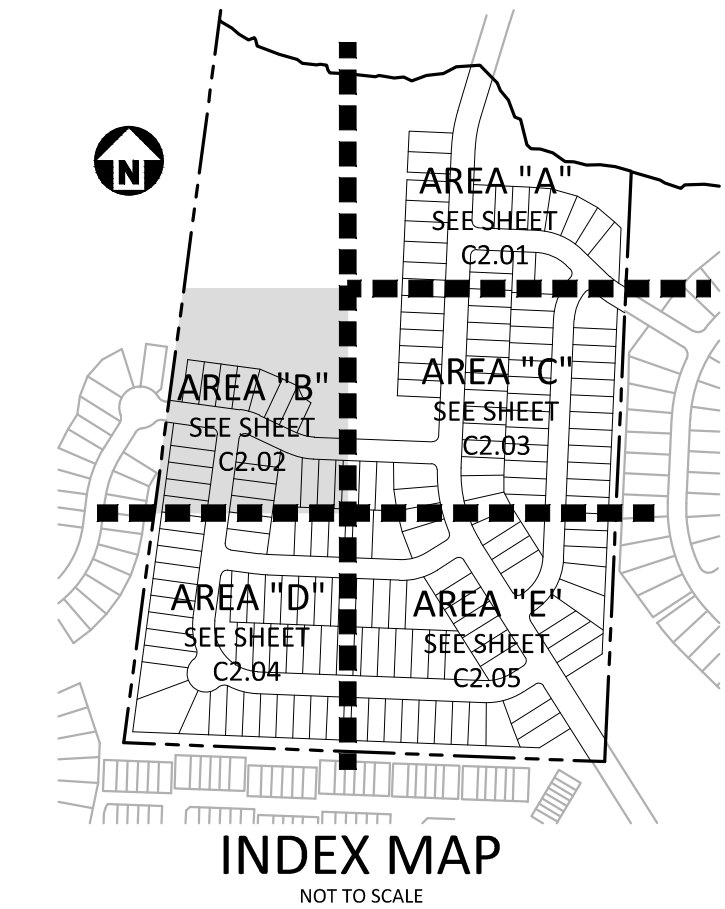 N
AREA "A"
SEE SHEET
C2.01
AREA "B"
SEE SHEET
C2.02
AREA "C"
SEE SHEET
C2.03
AREA "D"
SEE SHEET
C2.04
AREA "E"
SEE SHEET
C2.05
INDEX MAP
NOT TO SCALE